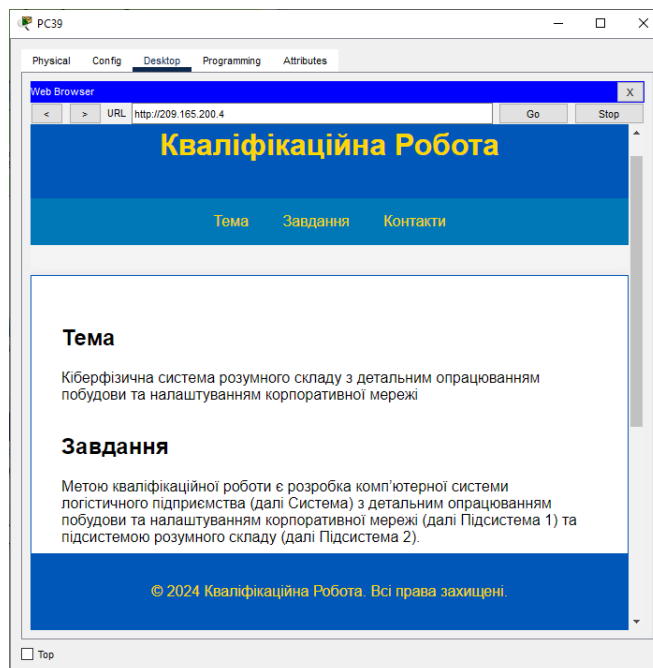 PC39
Physical Config Desktop Programming Attributes
Web Browser X
< > URL http://209.165.200.4 Go Stop
Кваліфікаційна Робота
Тема Завдання Контакти
Тема
Кіберфізична система розумного складу з детальним опрацюванням
побудови та налаштуванням корпоративної мережі
Завдання
Метою кваліфікаційної роботи є розробка комп’ютерної системи
логістичного підприємства (далі Система) з детальним опрацюванням
побудови та налаштуванням корпоративної мережі (далі Підсистема 1) та
підсистемою розумного складу (далі Підсистема 2).
© 2024 Кваліфікаційна Робота. Всі права захищені.
Top